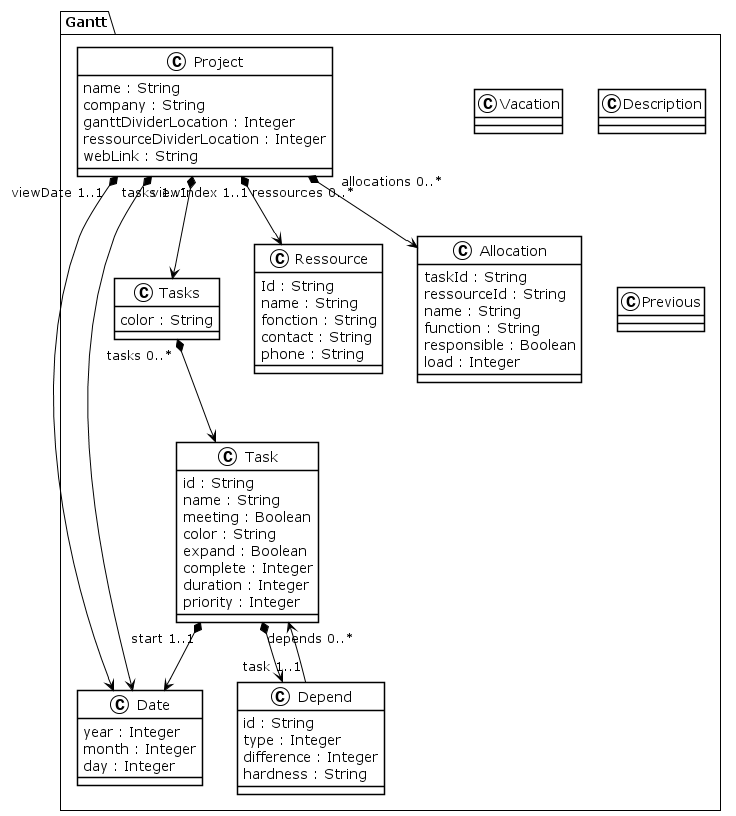 Gantt
C Project
name : String
company : String
ganttDividerLocation : Integer
ressourceDividerLocation : Integer
webLink : String
C Vacation
C Description
viewDate 1..1
tasks 1..1
viewIndex 1..1
ressources 0..*
allocations 0..*
C Tasks
color : String
C Ressource
Id : String
name : String
fonction : String
contact : String
phone : String
C Allocation
taskId : String
ressourceId : String
name : String
function : String
responsible : Boolean
load : Integer
C Previous
tasks 0..*
C Task
id : String
name : String
meeting : Boolean
color : String
expand : Boolean
complete : Integer
duration : Integer
priority : Integer
start 1..1
depends 0..*
task 1..1
C Date
year : Integer
month : Integer
day : Integer
C Depend
id : String
type : Integer
difference : Integer
hardness : String